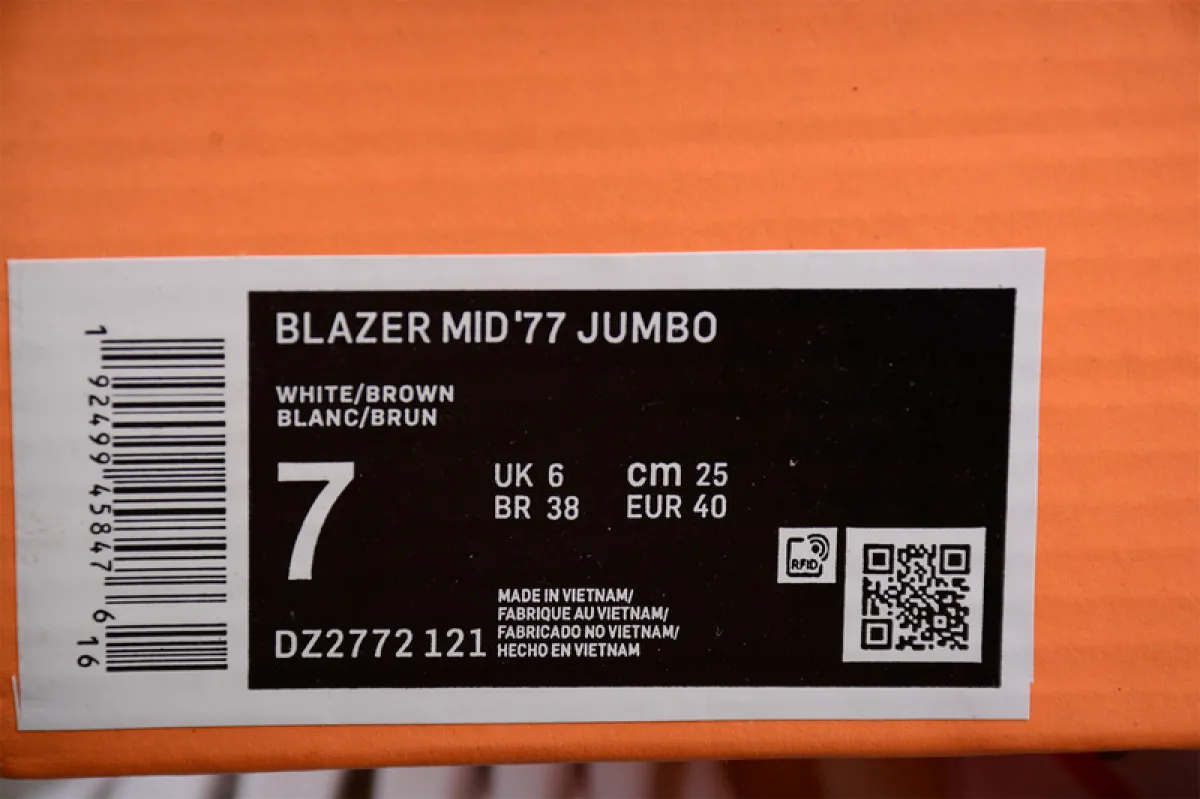 BLAZER MID '77 JUMBO
WHITE/BROWN
BLANC/BRUN
7
UK 6
BR 38
cm 25
EUR 40
RFID
MADE IN VIETNAM/
FABRIQUE AU VIETNAM/
FABRICADO NO VIETNAM/
HECHO EN VIETNAM
DZ2772 121
1 92499 45847 6 16